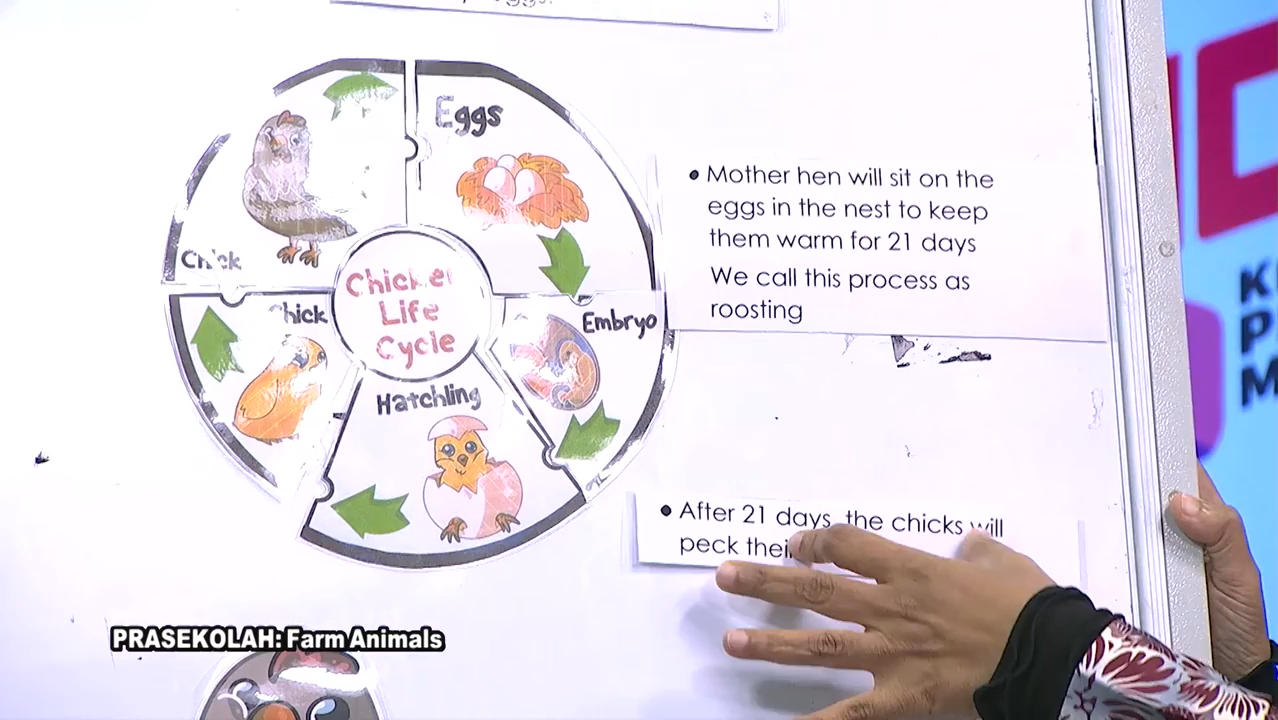 Eggs
Chick
Chick
Embryo
Hatchling
Chicken
Life
Cycle
• Mother hen will sit on the
eggs in the nest to keep
them warm for 21 days
We call this process as
roosting
• After 21 days, the chicks will
peck their
PRASEKOLAH: Farm Animals
K
P
M